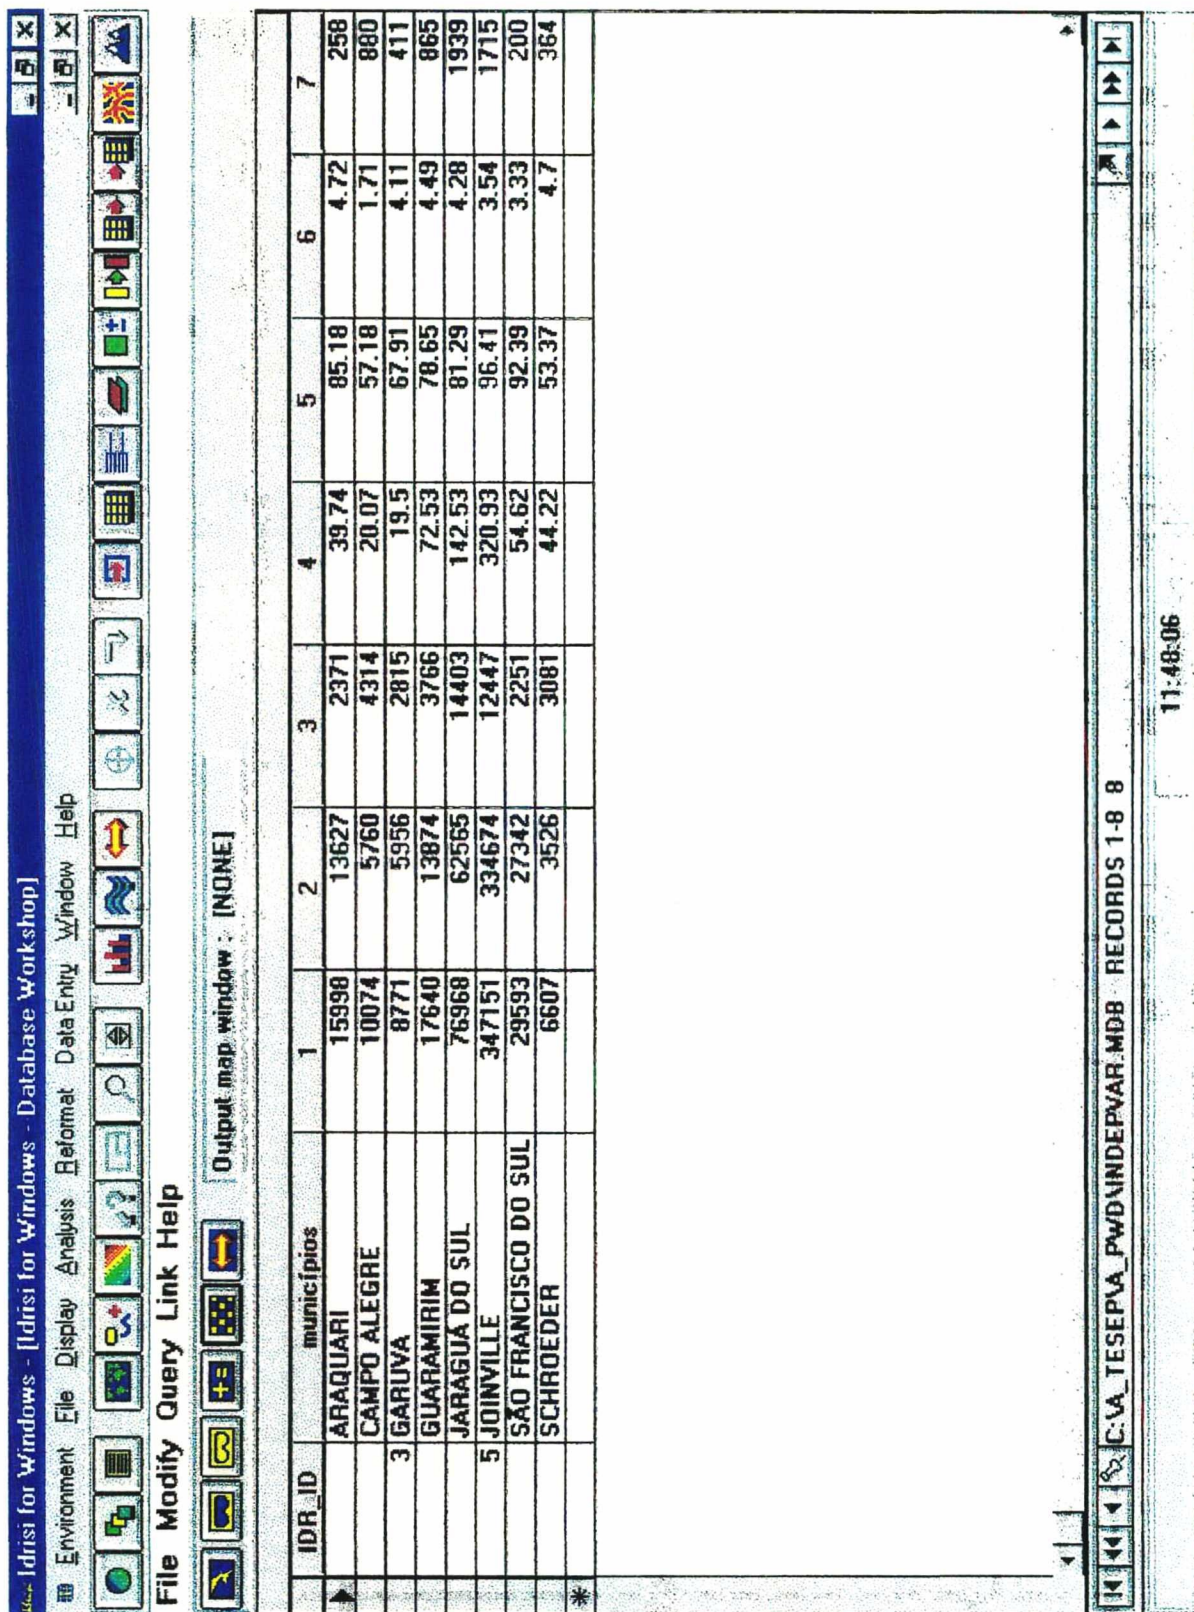 Idrisi for Windows - [Idrisi for Windows - Database Workshop]
Environment File Display Analysis Reformat Data Entry Window Help
File Modify Query Link Help
Output map window : [NONE]
IDR_ID municípios 1 2 3 4 5 6 7
ARAQUARI 15998 13627 2371 39.74 85.18 4.72 258
CAMPO ALEGRE 10074 5760 4314 20.07 57.18 1.71 880
3 GARUVA 8771 5956 2815 19.5 67.91 4.11 411
GUARAMIRIM 17640 13874 3766 72.53 78.65 4.49 865
JARAGUÁ DO SUL 76968 62565 14403 142.53 81.29 4.28 1939
5 JOINVILLE 347151 334674 12447 320.93 96.41 3.54 1715
SÃO FRANCISCO DO SUL 29593 27342 2251 54.62 92.39 3.33 200
SCHROEDER 6607 3526 3081 44.22 53.37 4.7 364
C:\A_TESEP\A_PWD\INDEPVAR.MDB RECORDS 1-8 8
11:48:06